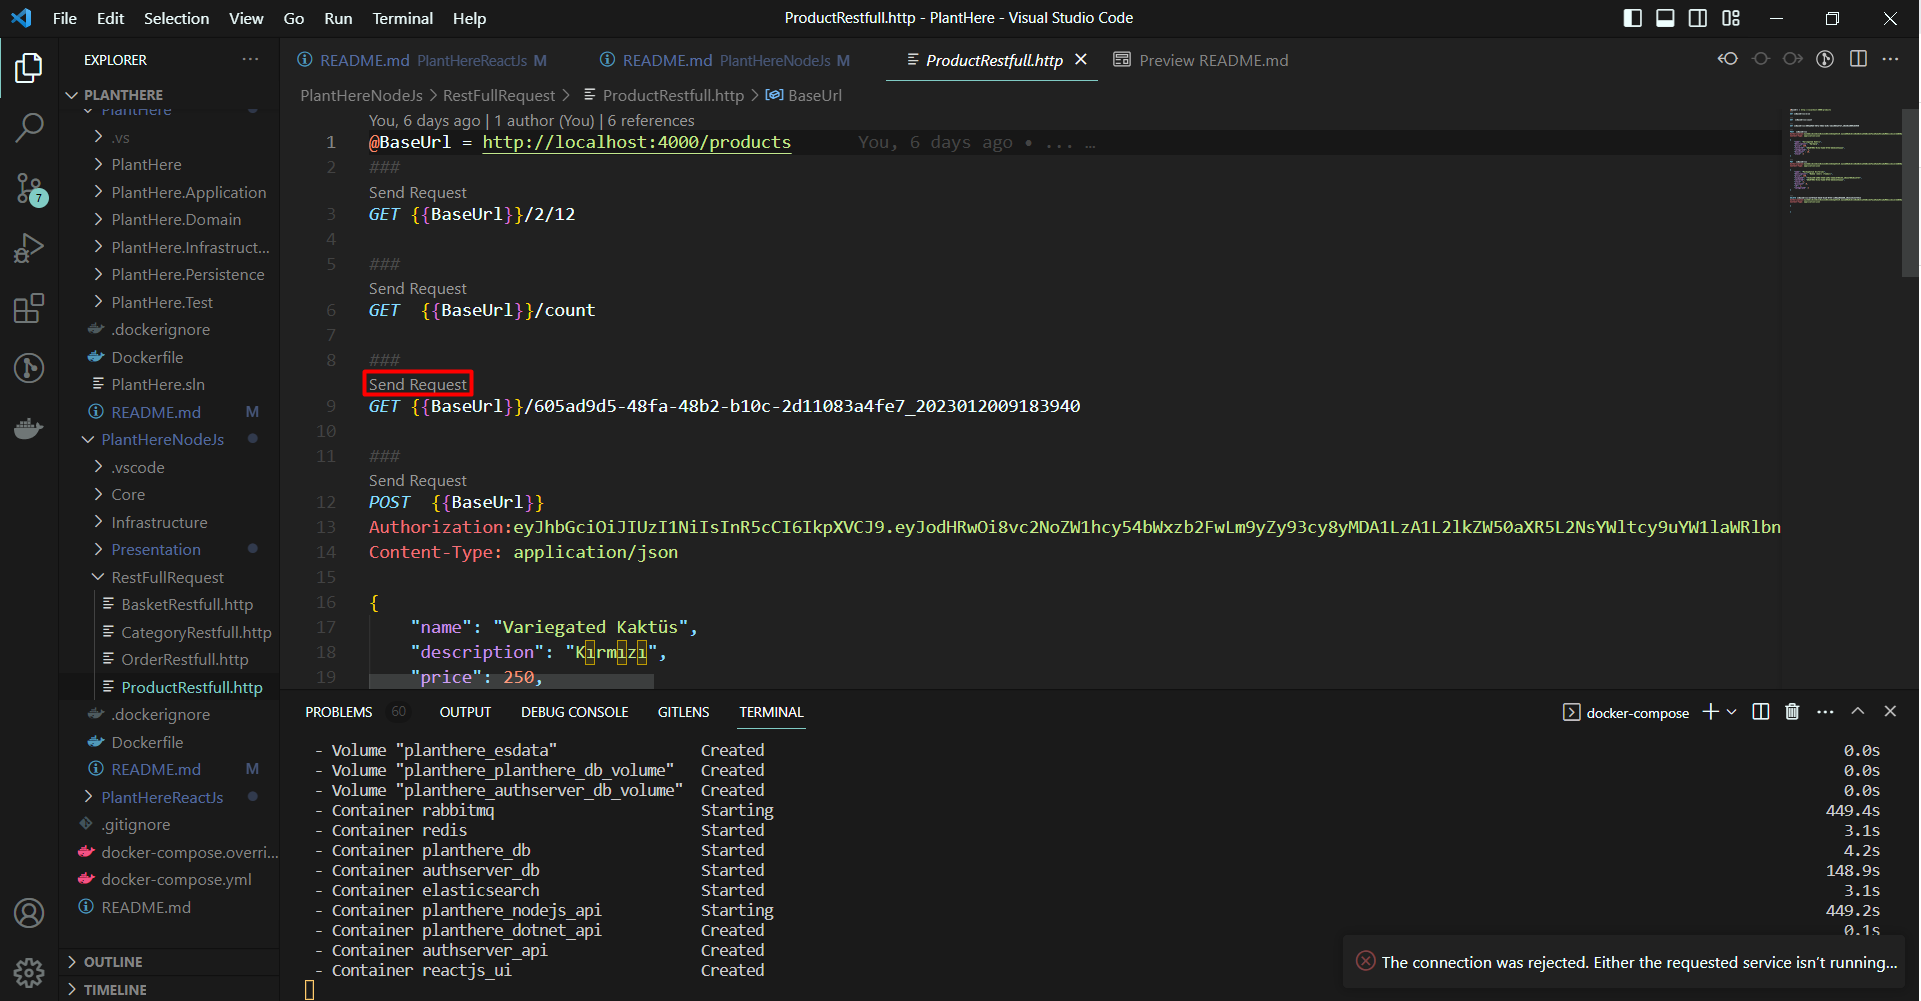 File Edit Selection View Go Run Terminal Help
ProductRestfull.http - PlantHere - Visual Studio Code
EXPLORER
PLANTHERE
PlantHere
.vs
PlantHere
PlantHere.Application
PlantHere.Domain
PlantHere.Infrastruct...
PlantHere.Persistence
PlantHere.Test
.dockerignore
Dockerfile
PlantHere.sln
README.md M
PlantHereNodeJs
.vscode
Core
Infrastructure
Presentation
RestFullRequest
BasketRestfull.http
CategoryRestfull.http
OrderRestfull.http
ProductRestfull.http
.dockerignore
Dockerfile
README.md M
PlantHereReactJs
.gitignore
docker-compose.overri...
docker-compose.yml
README.md
OUTLINE
TIMELINE
7
README.md PlantHereReactJs M
README.md PlantHereNodeJs M
ProductRestfull.http
Preview README.md
PlantHereNodeJs > RestFullRequest > ProductRestfull.http > BaseUrl
You, 6 days ago | 1 author (You) | 6 references
1 @BaseUrl = http://localhost:4000/products You, 6 days ago • ... …
2 ###
Send Request
3 GET {{BaseUrl}}/2/12
4
5 ###
Send Request
6 GET {{BaseUrl}}/count
7
8 ###
Send Request
9 GET {{BaseUrl}}/605ad9d5-48fa-48b2-b10c-2d11083a4fe7_2023012009183940
10
11 ###
Send Request
12 POST {{BaseUrl}}
13 Authorization:eyJhbGciOiJIUzI1NiIsInR5cCI6IkpXVCJ9.eyJodHRwOi8vc2NoZW1hcy54bWxzb2FwLm9yZy93cy8yMDA1LzA1L2lkZW50aXR5L2NsYWltcy9uYW1laWRlbn
14 Content-Type: application/json
15
16 {
17 "name": "Variegated Kaktüs",
18 "description": "Kırmızı",
19 "price": 250,
PROBLEMS 60 OUTPUT DEBUG CONSOLE GITLENS TERMINAL
docker-compose
- Volume "planthere_esdata" Created 0.0s
- Volume "planthere_planthere_db_volume" Created 0.0s
- Volume "planthere_authserver_db_volume" Created 0.0s
- Container rabbitmq Starting 449.4s
- Container redis Started 3.1s
- Container planthere_db Started 4.2s
- Container authserver_db Started 148.9s
- Container elasticsearch Started 3.1s
- Container planthere_nodejs_api Starting 449.2s
- Container planthere_dotnet_api Created 0.1s
- Container authserver_api Created
- Container reactjs_ui Created
The connection was rejected. Either the requested service isn't running...